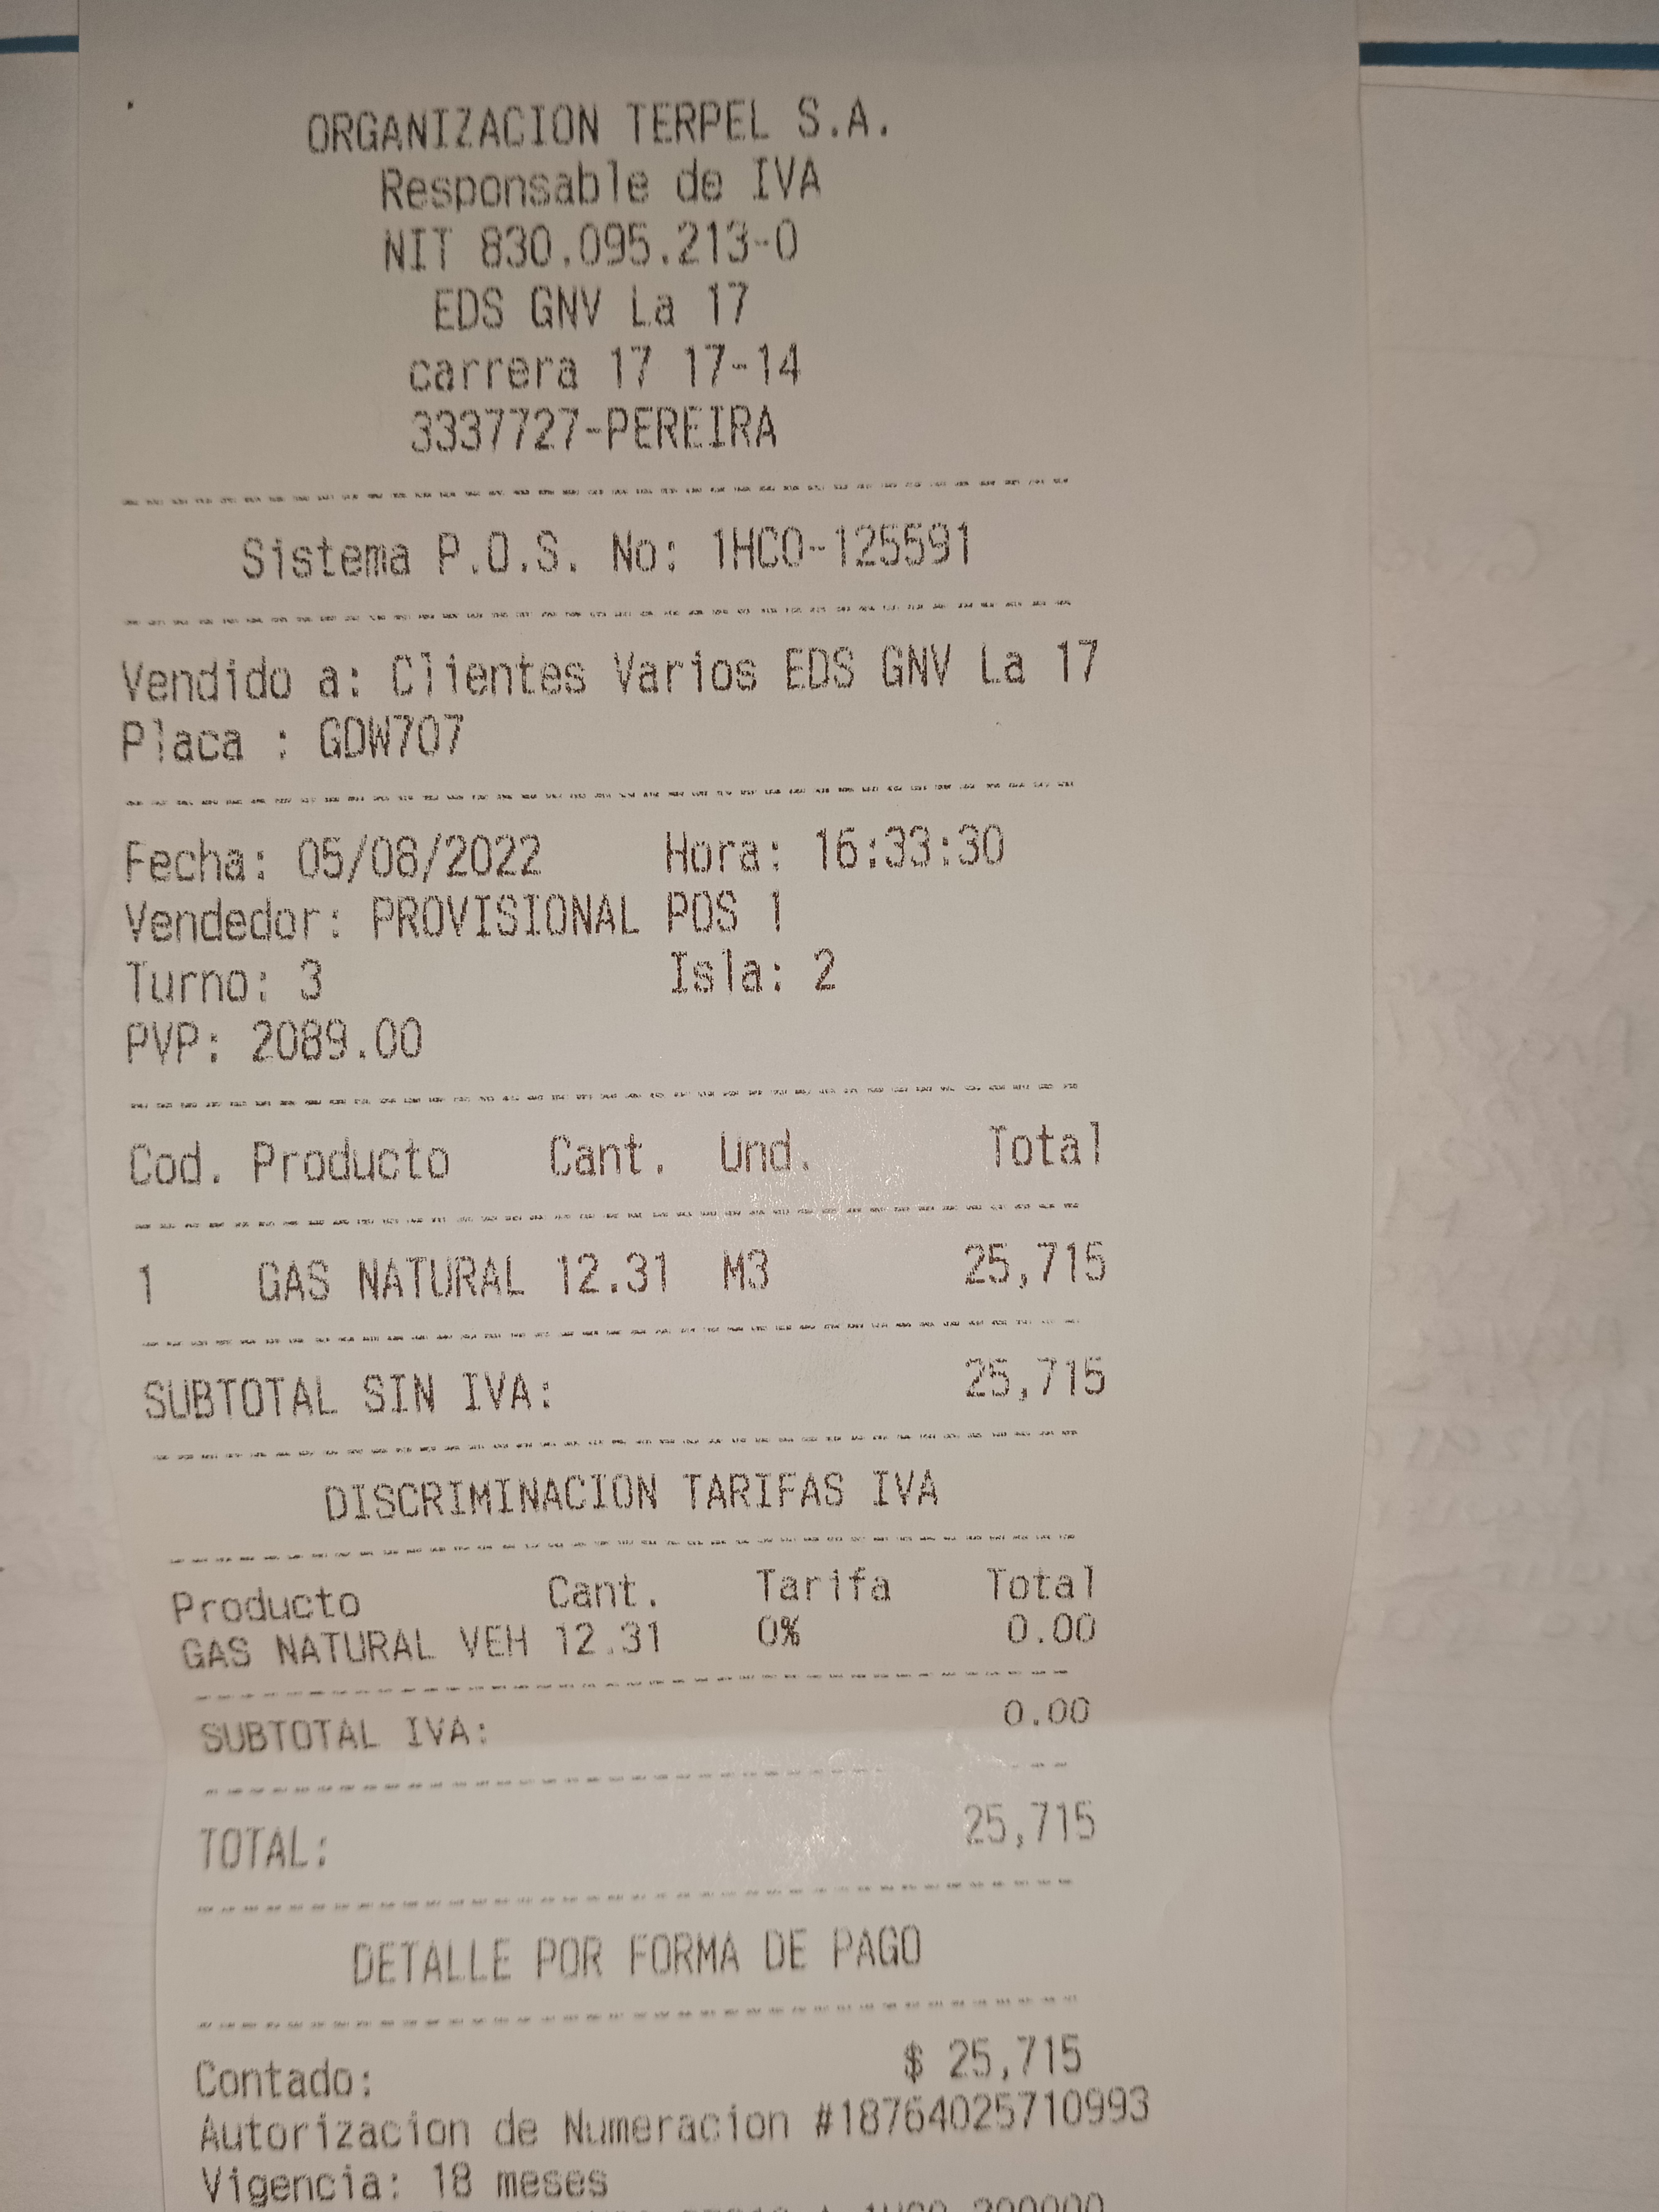 ORGANIZACION TERPEL S.A.
Responsable de IVA
NIT 830.095.213-0
EDS GNV La 17
carrera 17 17-14
3337727-PEREIRA
Sistema P.O.S. No: 1HCO-125591
Vendido a: Clientes Varios EDS GNV La 17
Placa : GDW707
Fecha: 05/08/2022 Hora: 16:33:30
Vendedor: PROVISIONAL POS 1
Turno: 3 Isla: 2
PVP: 2089.00
Cod. Producto Cant. Und. Total
1 GAS NATURAL 12.31 M3 25,715
SUBTOTAL SIN IVA: 25,715
DISCRIMINACION TARIFAS IVA
Producto Cant. Tarifa Total
GAS NATURAL VEH 12.31 0% 0.00
SUBTOTAL IVA: 0.00
TOTAL: 25,715
DETALLE POR FORMA DE PAGO
Contado: $ 25,715
Autorizacion de Numeracion #18764025710993
Vigencia: 18 meses